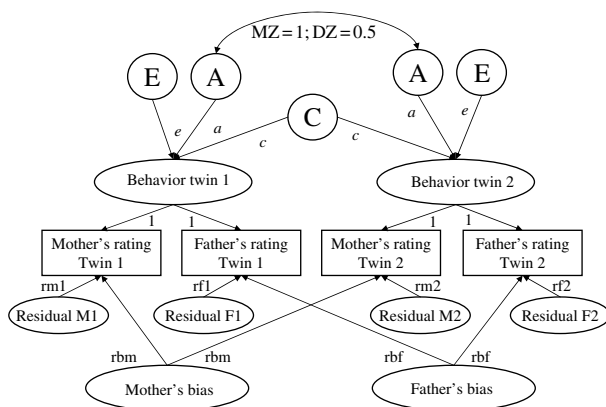 MZ = 1; DZ = 0.5
E
A
A
E
C
e
a
c
c
a
e
Behavior twin 1
Behavior twin 2
1
1
1
1
Mother's rating
Twin 1
Father's rating
Twin 1
Mother's rating
Twin 2
Father's rating
Twin 2
rm1
rf1
rm2
rf2
Residual M1
Residual F1
Residual M2
Residual F2
rbm
rbm
rbf
rbf
Mother's bias
Father's bias